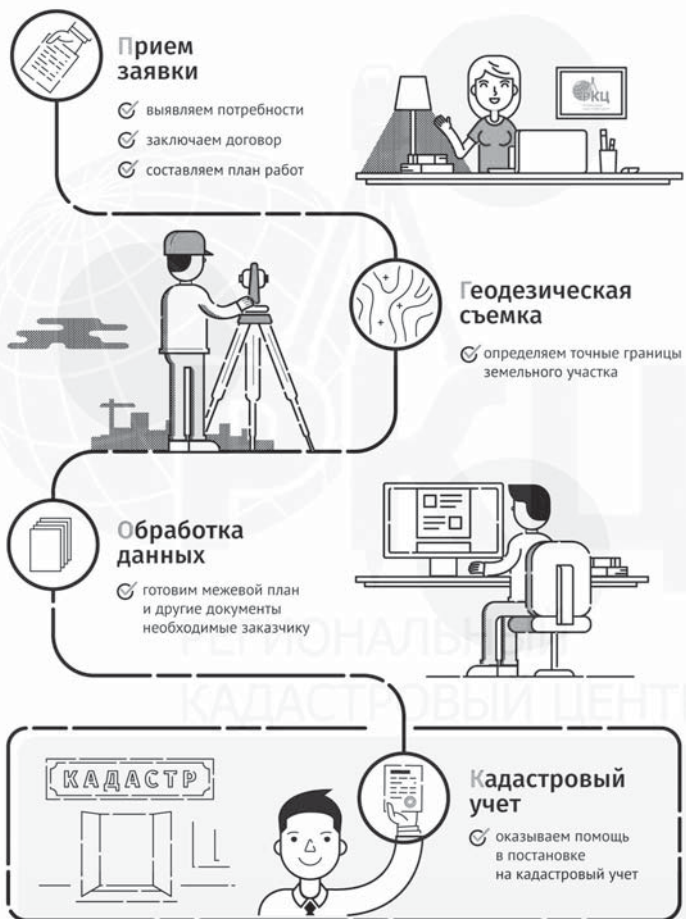 Прием
заявки
выявляем потребности
заключаем договор
составляем план работ
РКЦ
Геодезическая
съемка
определяем точные границы
земельного участка
Обработка
данных
готовим межевой план
и другие документы
необходимые заказчику
РКЦ
РЕГИОНАЛЬНЫЙ
КАДАСТРОВЫЙ ЦЕНТР
КАДАСТР
Кадастровый
учет
оказываем помощь
в постановке
на кадастровый учет